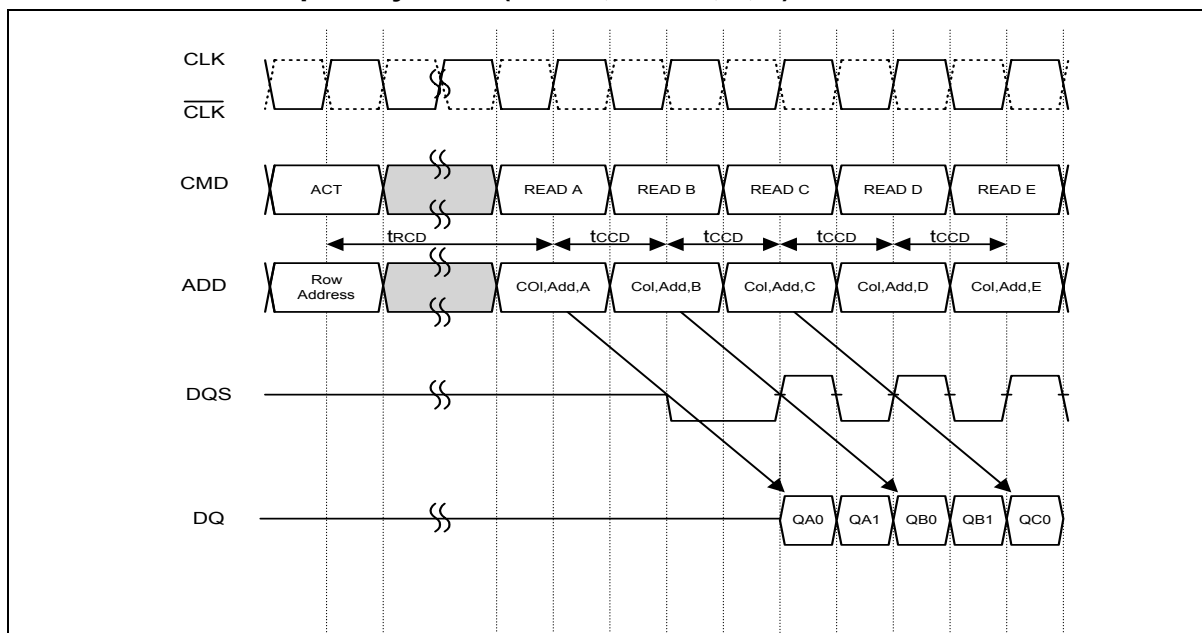 CLK
CLK
CMD ACT READ A READ B READ C READ D READ E
tRCD tCCD tCCD tCCD tCCD
ADD Row Address COl,Add,A Col,Add,B Col,Add,C Col,Add,D Col,Add,E
DQS
DQ QA0 QA1 QB0 QB1 QC0